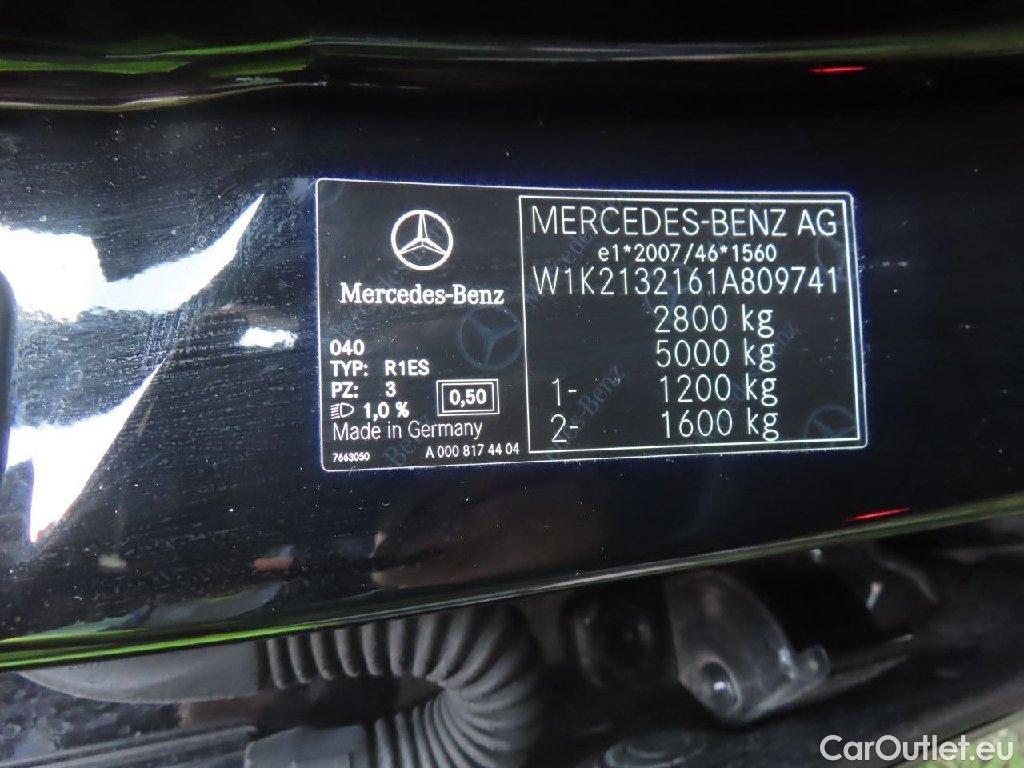 Mercedes-Benz
040
TYP: R1ES
PZ: 3
1,0 %
0,50
Made in Germany
7663050 A 000 817 44 04
MERCEDES-BENZ AG
e1*2007/46*1560
W1K2132161A809741
2800 kg
5000 kg
1- 1200 kg
2- 1600 kg
CarOutlet.eu